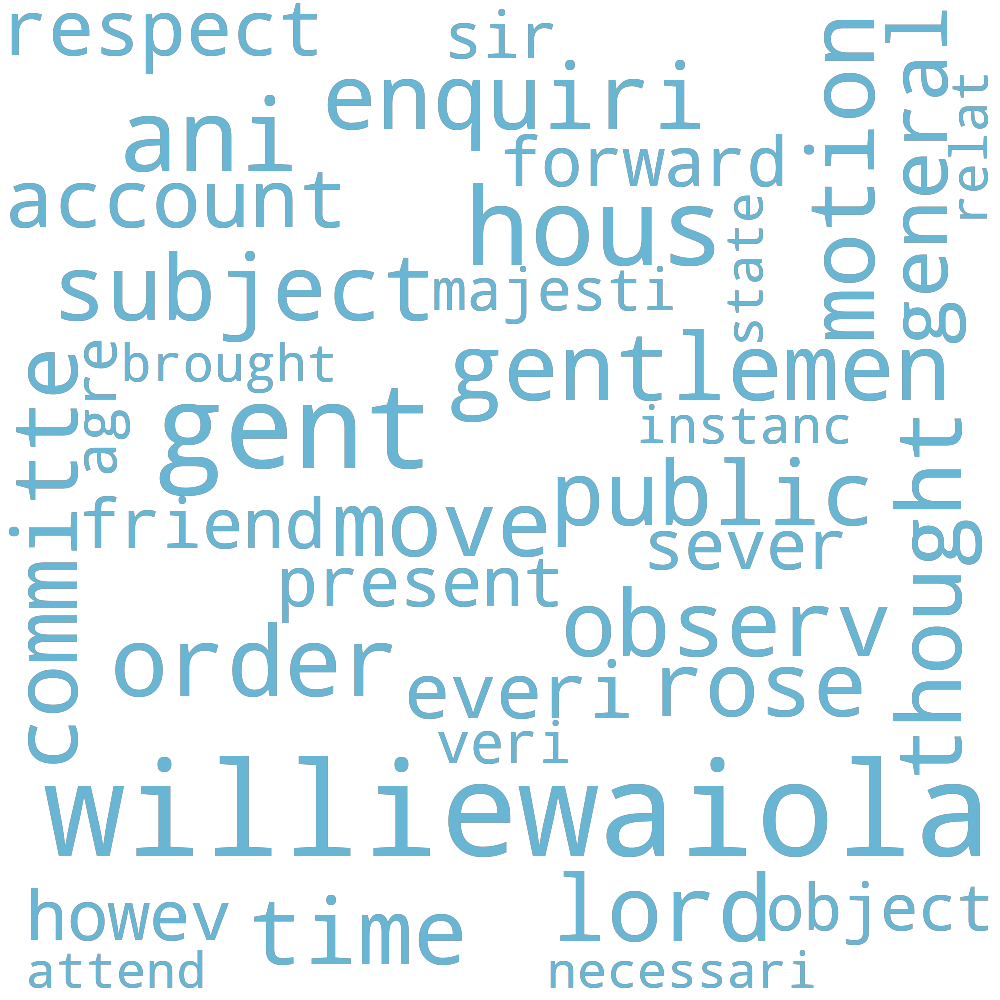 respect
sir
enquiri
motion
general
relat
ani
forward
account
hous
state
subject
majesti
gentlemen
committe
agre
brought
gent
instanc
thought
public
friend
move
sever
present
observ
order
everi
rose
veri
williewaiola
howev
time
lord
object
attend
necessari